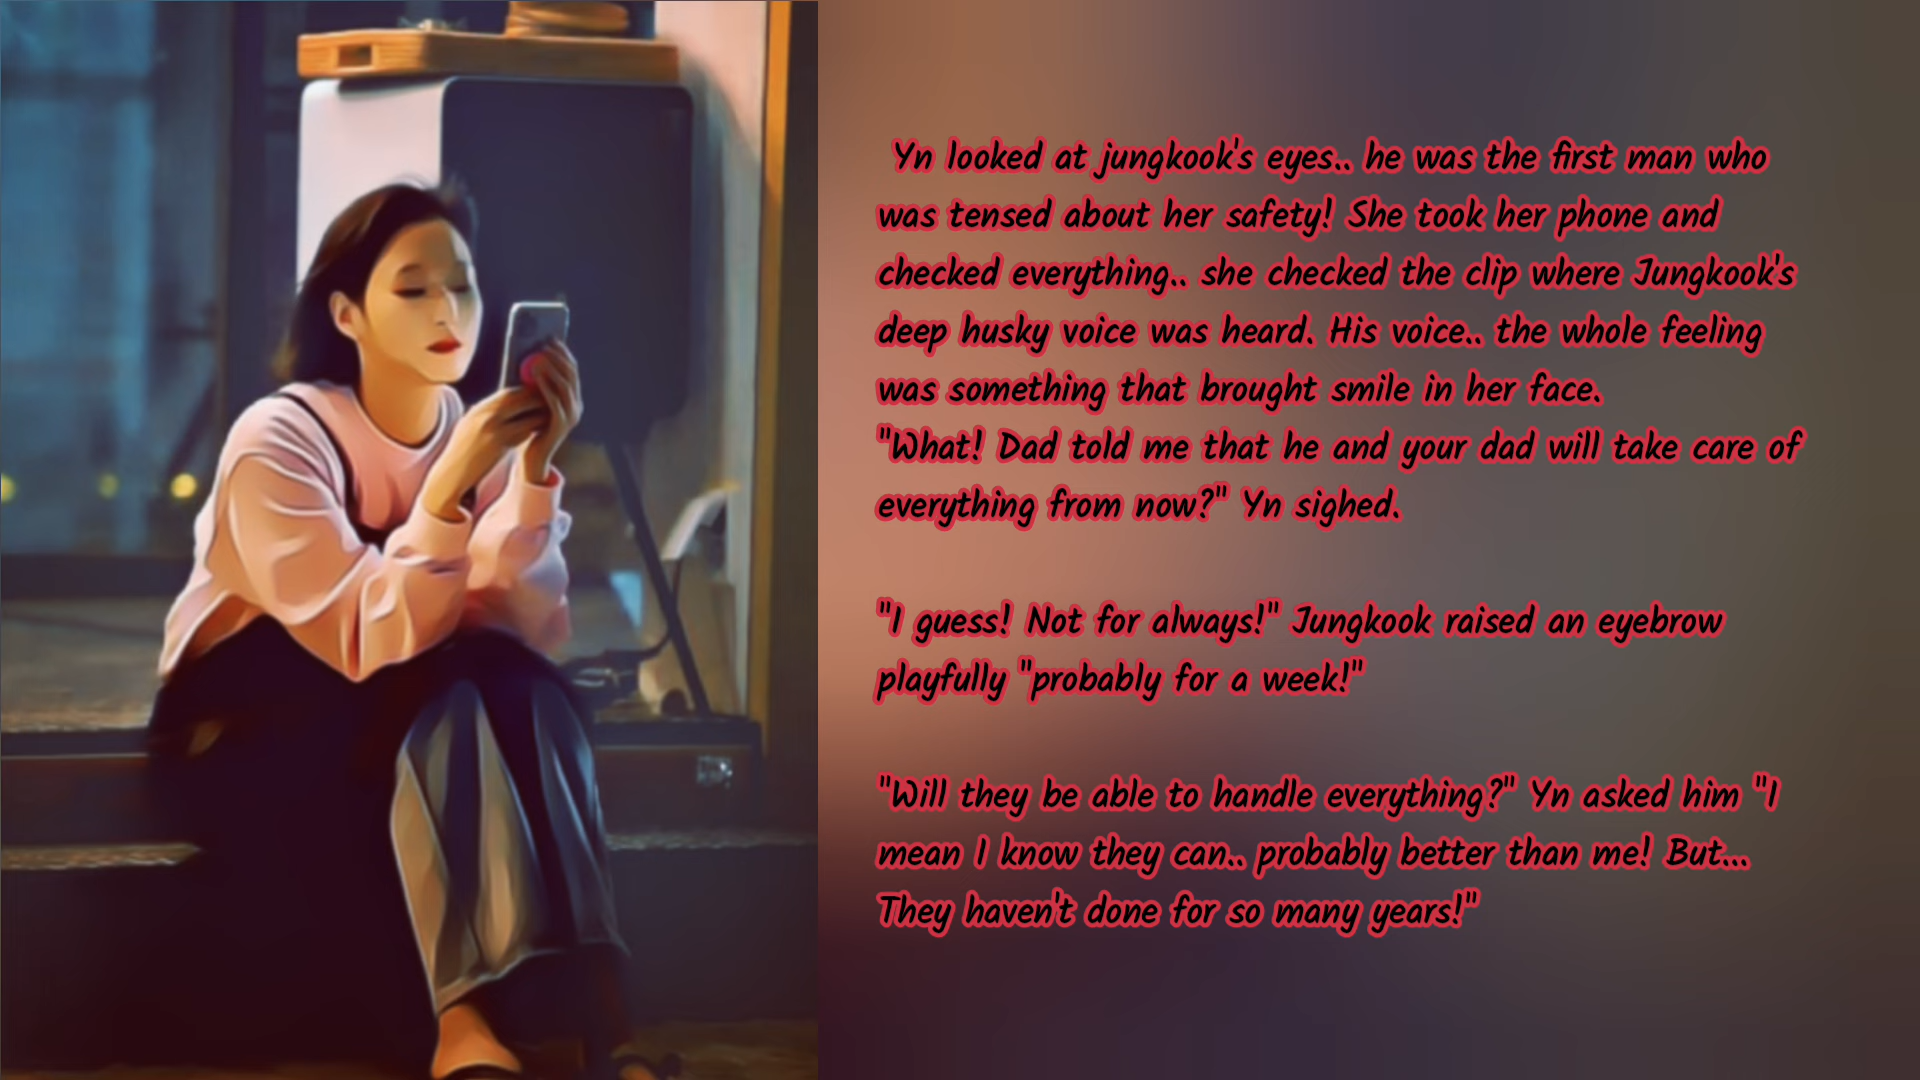 Yn looked at jungkook's eyes.. he was the first man who
was tensed about her safety! She took her phone and
checked everything.. she checked the clip where Jungkook's
deep husky voice was heard. His voice.. the whole feeling
was something that brought smile in her face.
"What! Dad told me that he and your dad will take care of
everything from now?" Yn sighed.
"I guess! Not for always!" Jungkook raised an eyebrow
playfully "probably for a week!"
"Will they be able to handle everything?" Yn asked him "I
mean I know they can.. probably better than me! But...
They haven't done for so many years!"